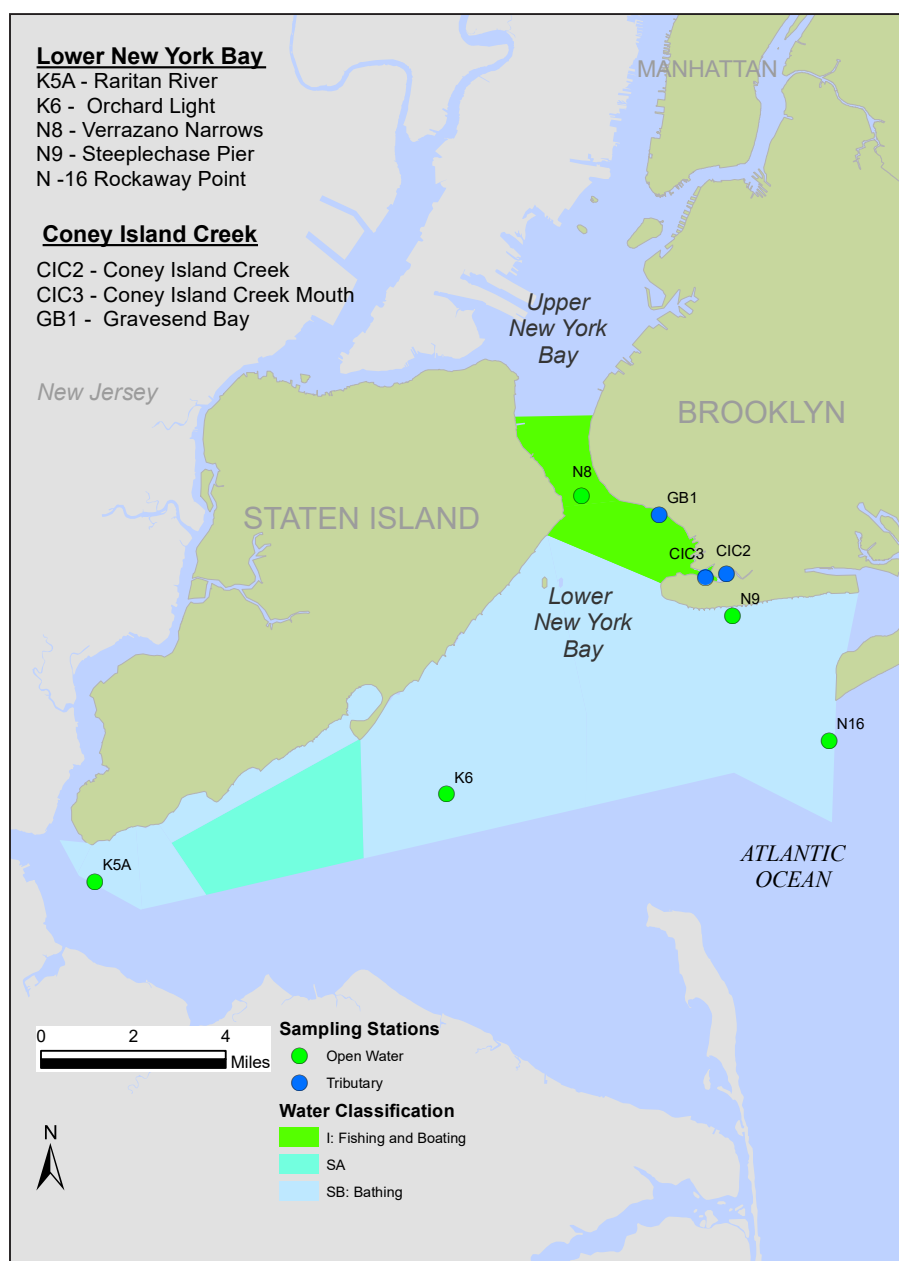 Lower New York Bay
K5A - Raritan River
K6 -  Orchard Light
N8 - Verrazano Narrows
N9 - Steeplechase Pier
N -16 Rockaway Point
Coney Island Creek
CIC2 - Coney Island Creek
CIC3 - Coney Island Creek Mouth
GB1 -  Gravesend Bay
MANHATTAN
Upper
New York
Bay
New Jersey
BROOKLYN
STATEN ISLAND
N8
GB1
CIC3
CIC2
N9
Lower
New York
Bay
N16
K6
K5A
ATLANTIC
OCEAN
0 2 4
Miles
N
Sampling Stations
Open Water
Tributary
Water Classification
I: Fishing and Boating
SA
SB: Bathing